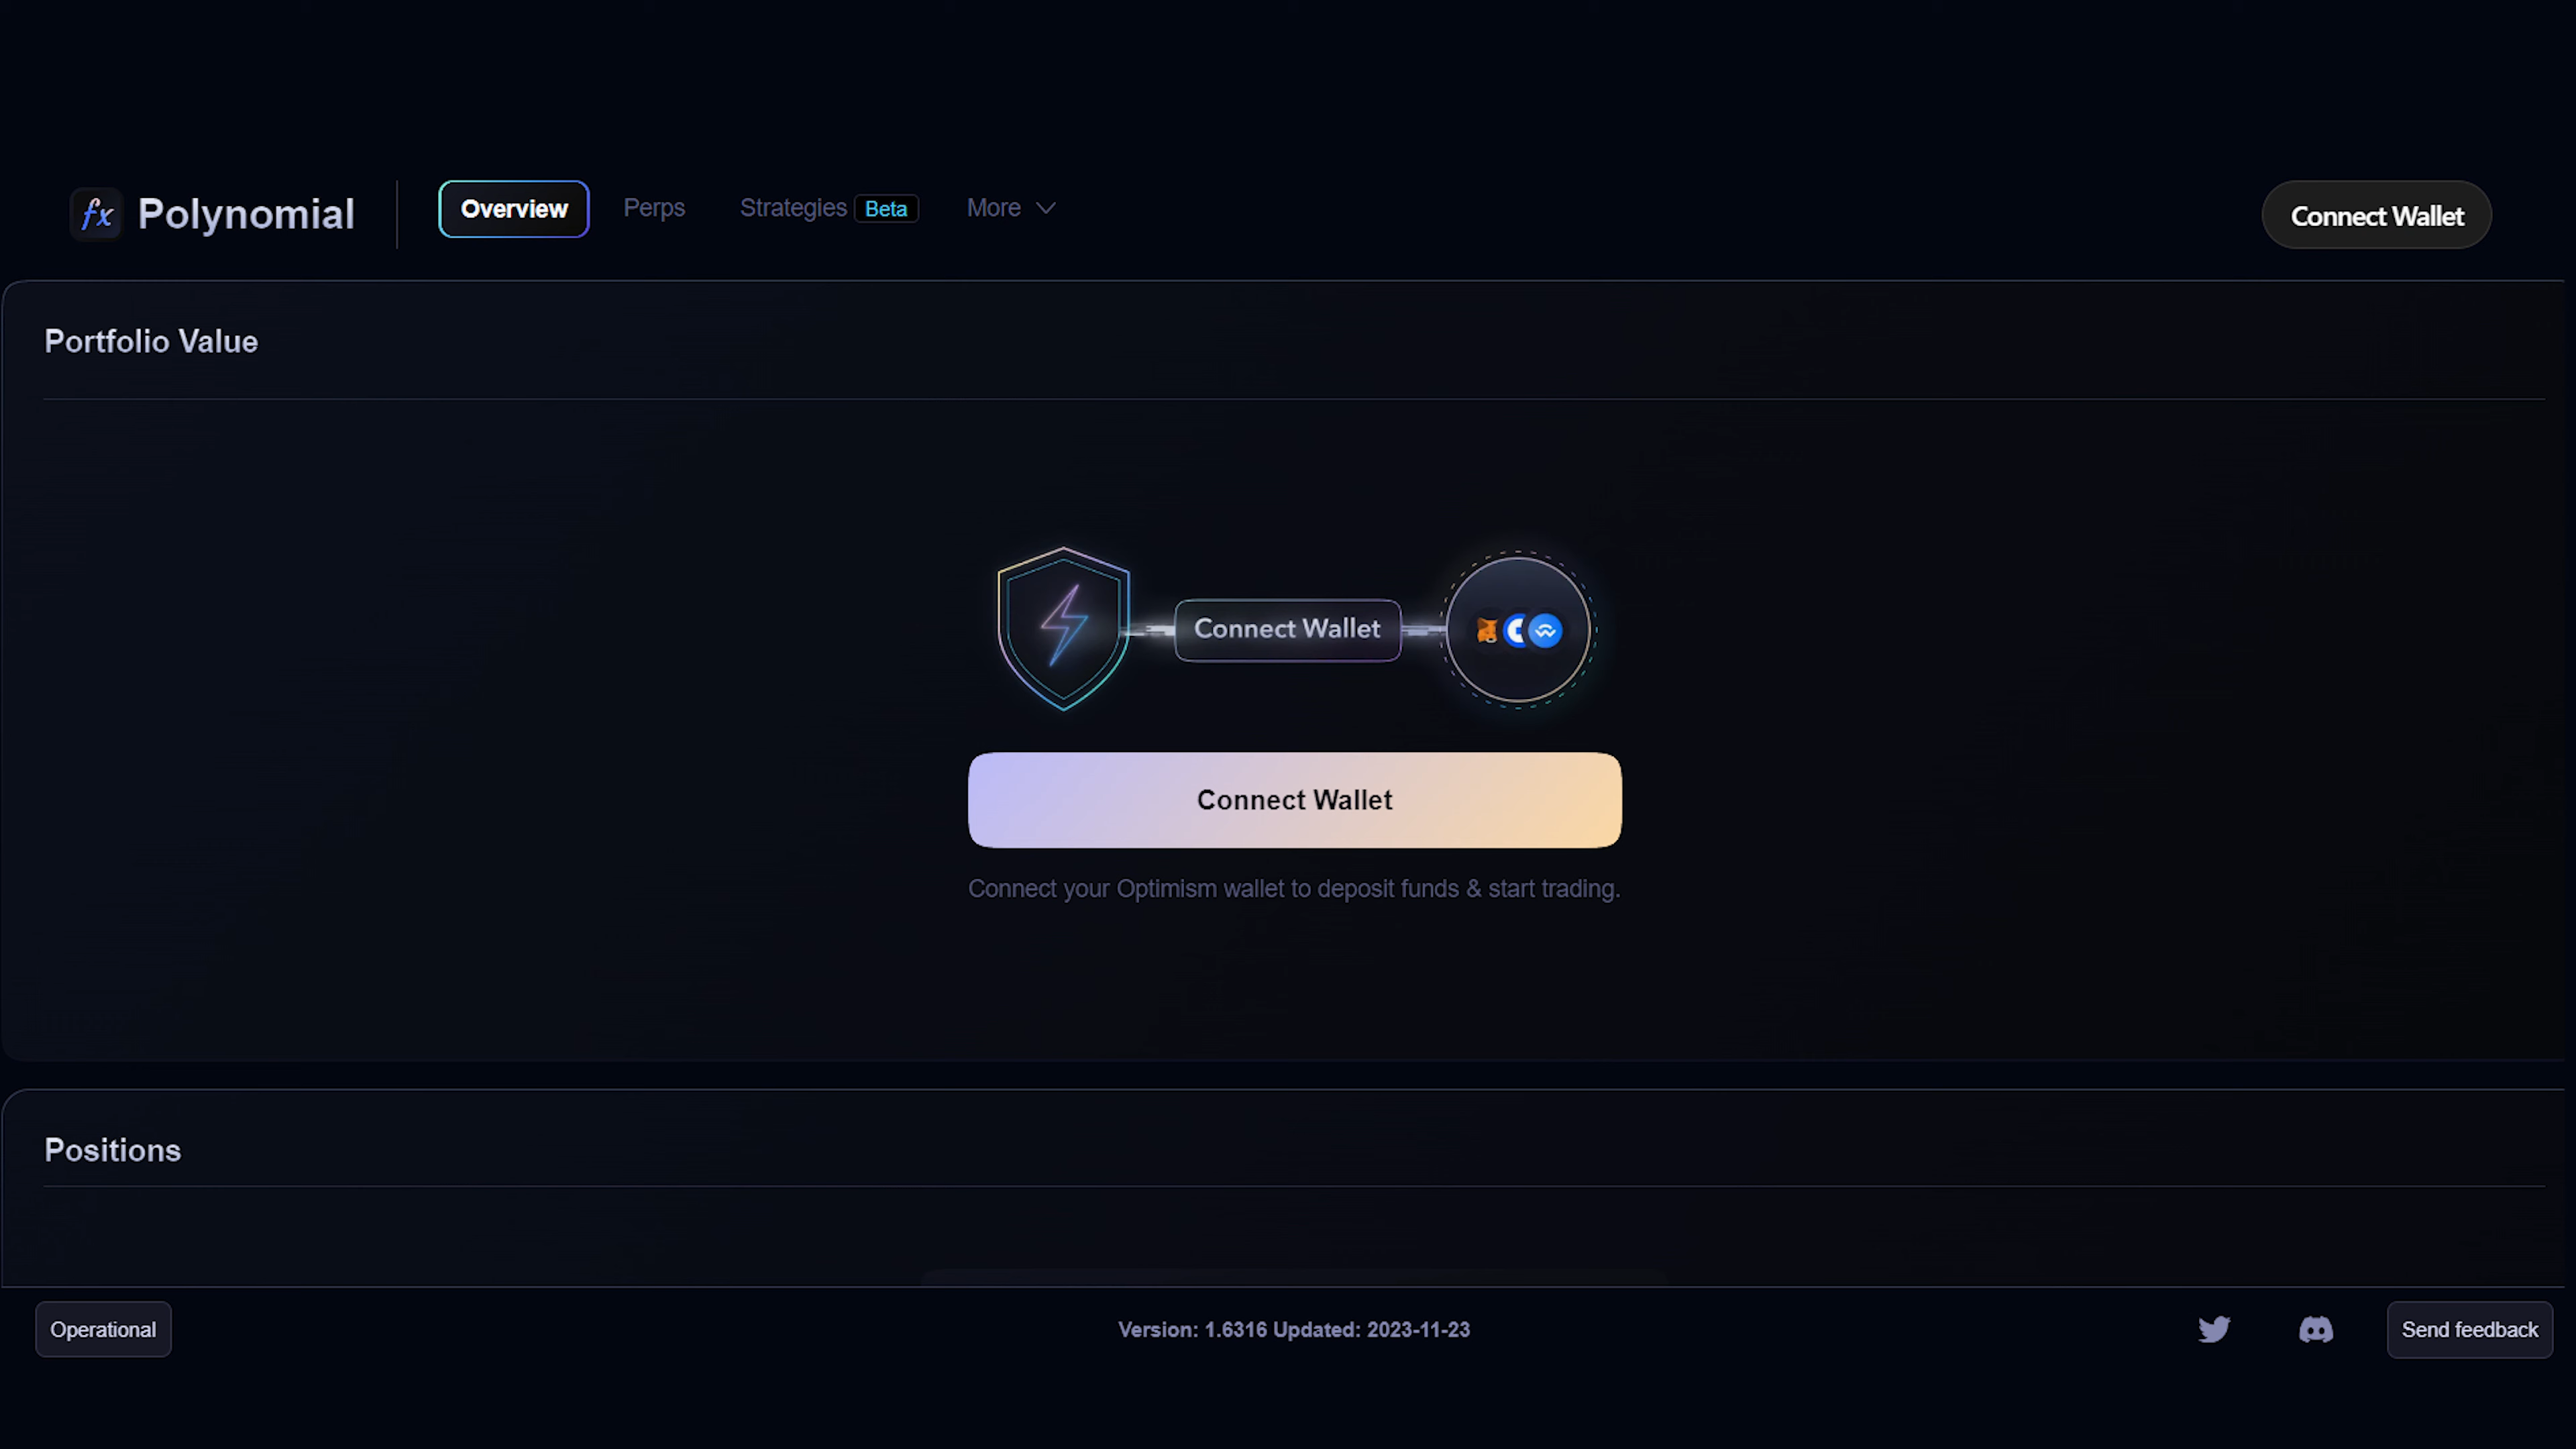 fx Polynomial
Overview
Perps
Strategies Beta
More
Connect Wallet
Portfolio Value
Connect Wallet
Connect Wallet
Connect your Optimism wallet to deposit funds & start trading.
Positions
Operational
Version: 1.6316 Updated: 2023-11-23
Send feedback